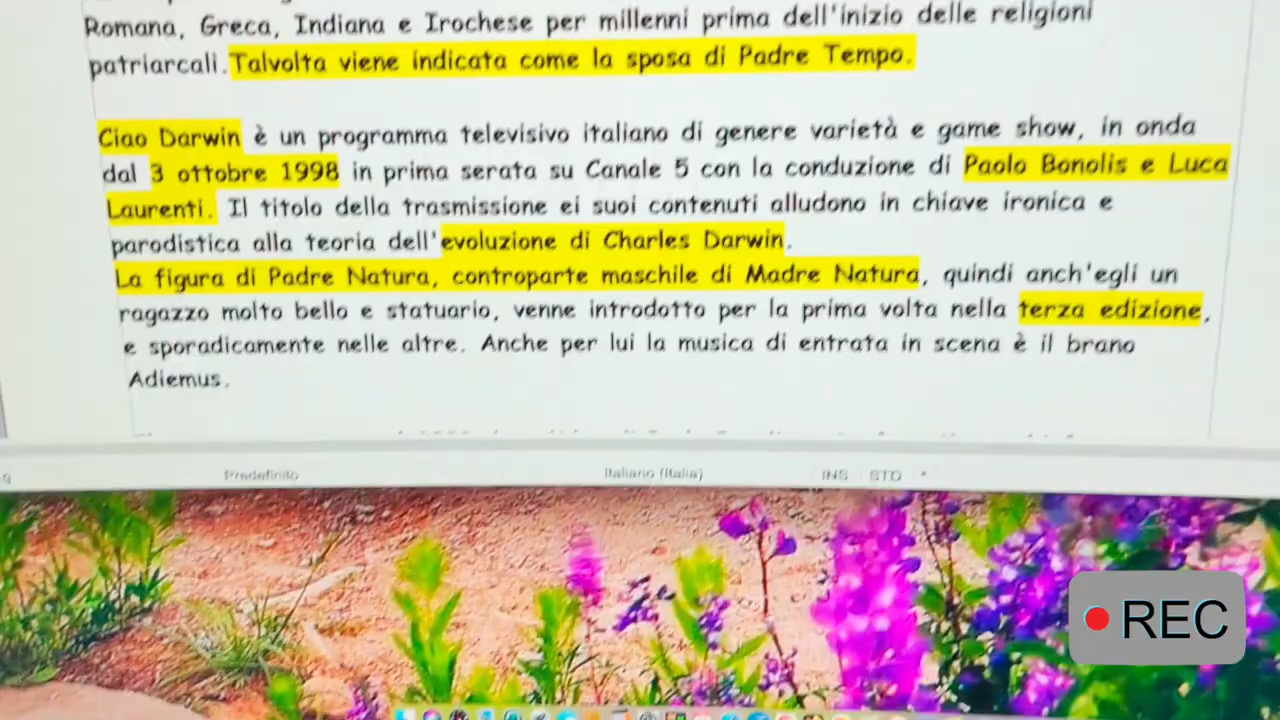 Romana, Greca, Indiana e Irochese per millenni prima dell'inizio delle religioni
patriarcali. Talvolta viene indicata come la sposa di Padre Tempo.
Ciao Darwin è un programma televisivo italiano di genere varietà e game show, in onda
dal 3 ottobre 1998 in prima serata su Canale 5 con la conduzione di Paolo Bonolis e Luca
Laurenti. Il titolo della trasmissione ei suoi contenuti alludono in chiave ironica e
parodistica alla teoria dell'evoluzione di Charles Darwin.
La figura di Padre Natura, controparte maschile di Madre Natura, quindi anch'egli un
ragazzo molto bello e statuario, venne introdotto per la prima volta nella terza edizione,
e sporadicamente nelle altre. Anche per lui la musica di entrata in scena è il brano
Adiemus.
Predefinito Italiano (Italia) INS STD
REC